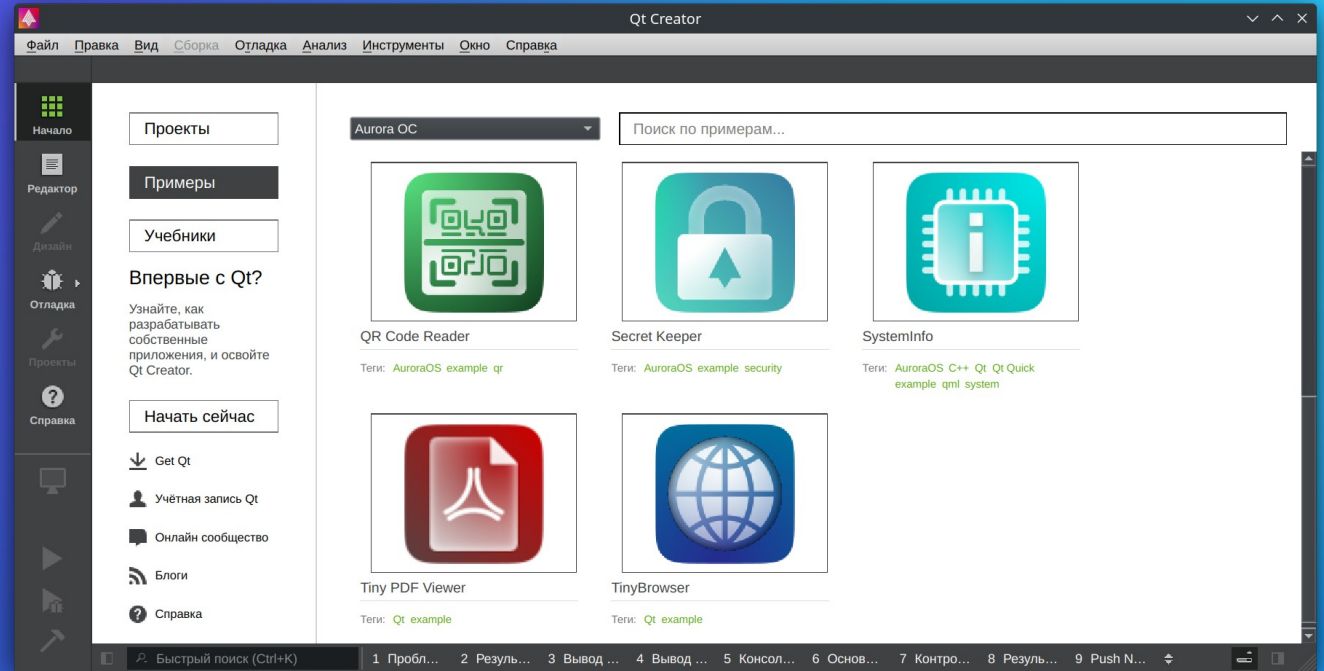 Qt Creator
Файл Правка Вид Сборка Отладка Анализ Инструменты Окно Справка
Начало
Редактор
Дизайн
Отладка
Проекты
Справка
Проекты
Примеры
Учебники
Впервые с Qt?
Узнайте, как
разрабатывать
собственные
приложения, и освойте
Qt Creator.
Начать сейчас
Get Qt
Учётная запись Qt
Онлайн сообщество
Блоги
Справка
Aurora ОС
Поиск по примерам...
QR Code Reader
Теги: AuroraOS example qr
Secret Keeper
Теги: AuroraOS example security
SystemInfo
Теги: AuroraOS C++ Qt Qt Quick
example qml system
Tiny PDF Viewer
Теги: Qt example
TinyBrowser
Теги: Qt example
Быстрый поиск (Ctrl+K)
1 Пробл... 2 Резуль... 3 Вывод ... 4 Вывод ... 5 Консол... 6 Основ... 7 Контро... 8 Резуль... 9 Push N...